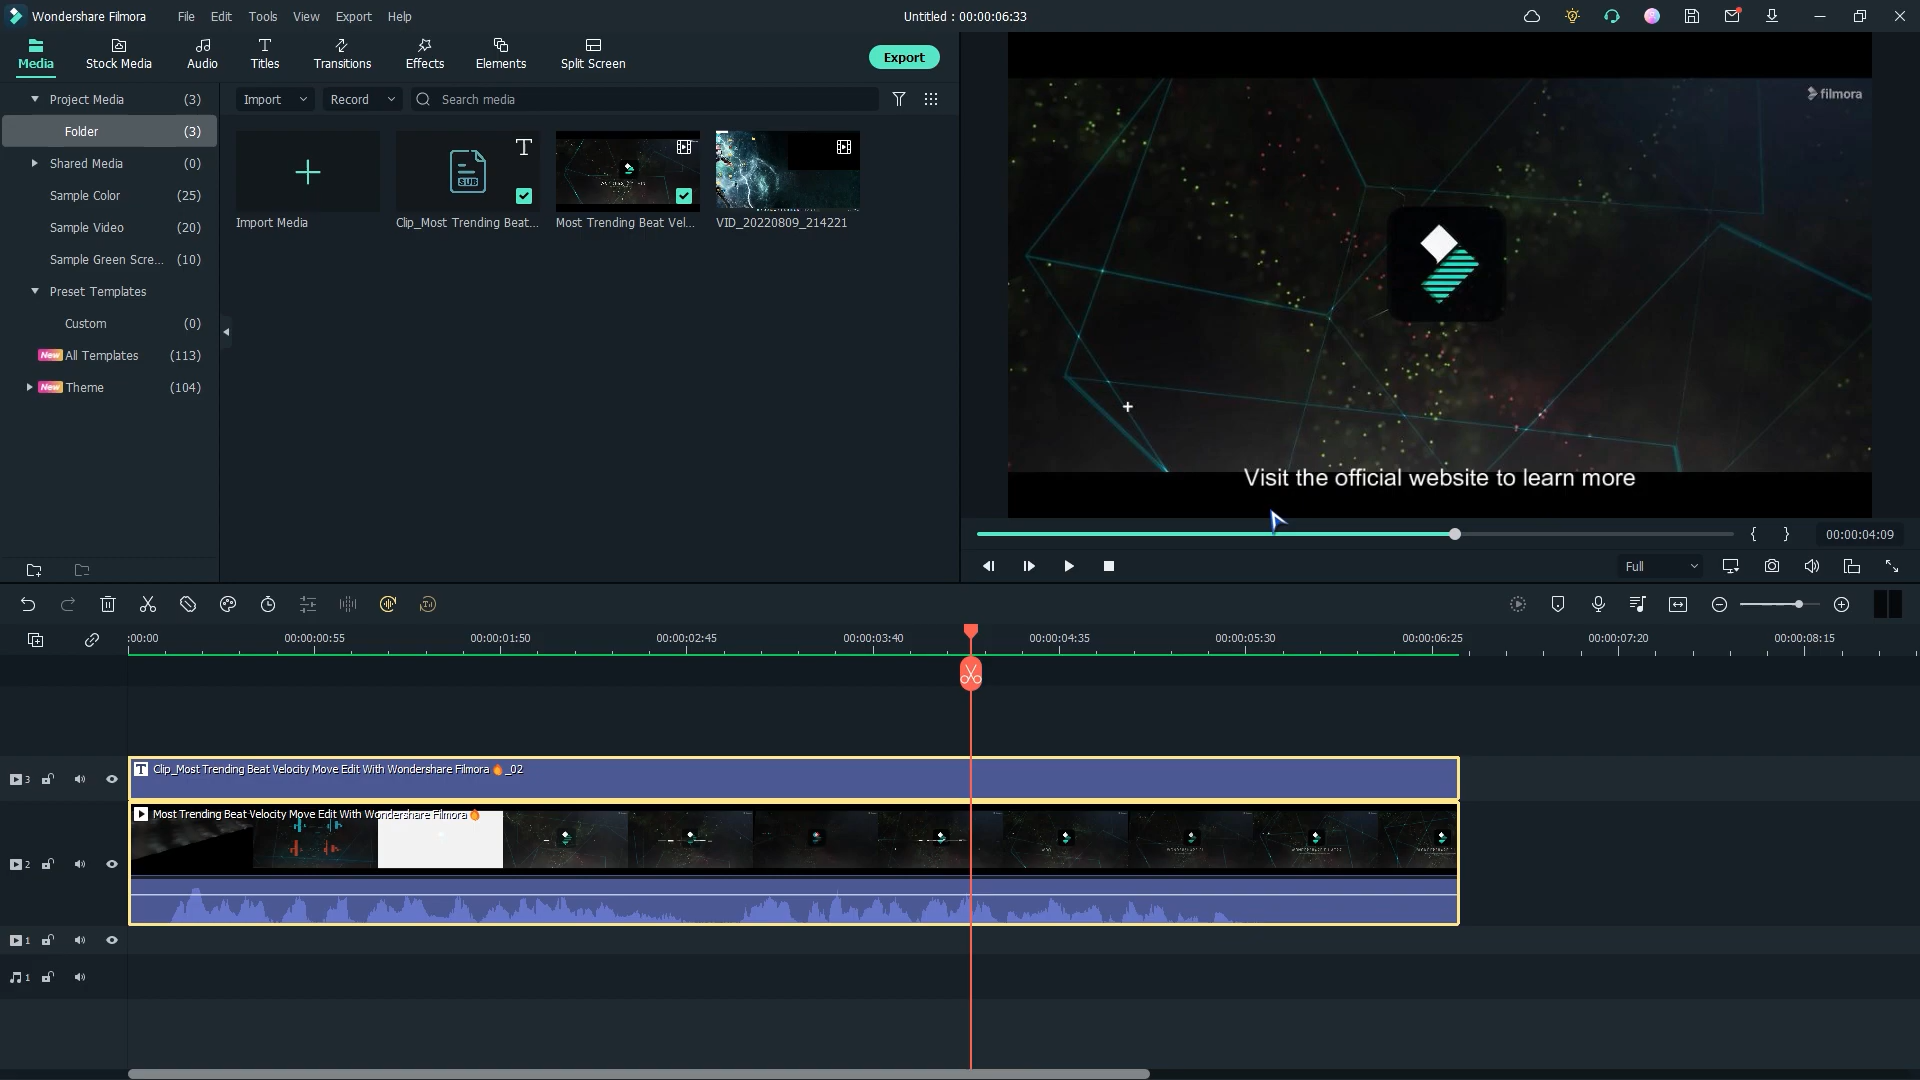 Wondershare Filmora
File Edit Tools View Export Help
Untitled : 00:00:06:33
Media
Stock Media
Audio
Titles
Transitions
Effects
Elements
Split Screen
Export
Project Media (3)
Folder (3)
Shared Media (0)
Sample Color (25)
Sample Video (20)
Sample Green Scre... (10)
Preset Templates
Custom (0)
New All Templates (113)
New Theme (104)
Import
Record
Search media
Import Media
SUB
T
Clip_Most Trending Beat...
Most Trending Beat Vel...
VID_20220809_214221
filmora
Visit the official website to learn more
{ } 00:00:04:09
Full
:00:00 00:00:00:55 00:00:01:50 00:00:02:45 00:00:03:40 00:00:04:35 00:00:05:30 00:00:06:25 00:00:07:20 00:00:08:15
3
T Clip_Most Trending Beat Velocity Move Edit With Wondershare Filmora🔥_02
Most Trending Beat Velocity Move Edit With Wondershare Filmora🔥
2
1
1